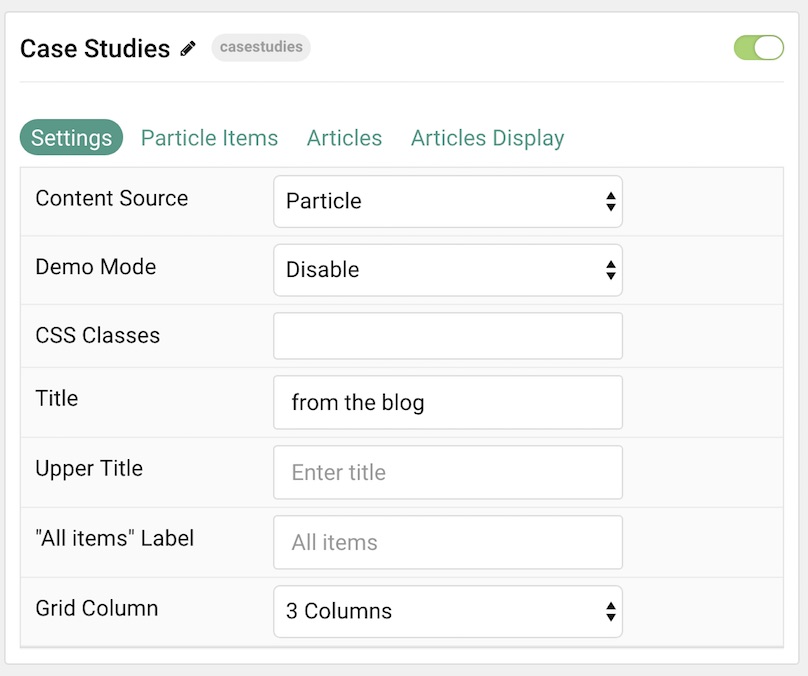 Case Studies casestudies
Settings Particle Items Articles Articles Display
Content Source Particle
Demo Mode Disable
CSS Classes
Title from the blog
Upper Title Enter title
"All items" Label All items
Grid Column 3 Columns